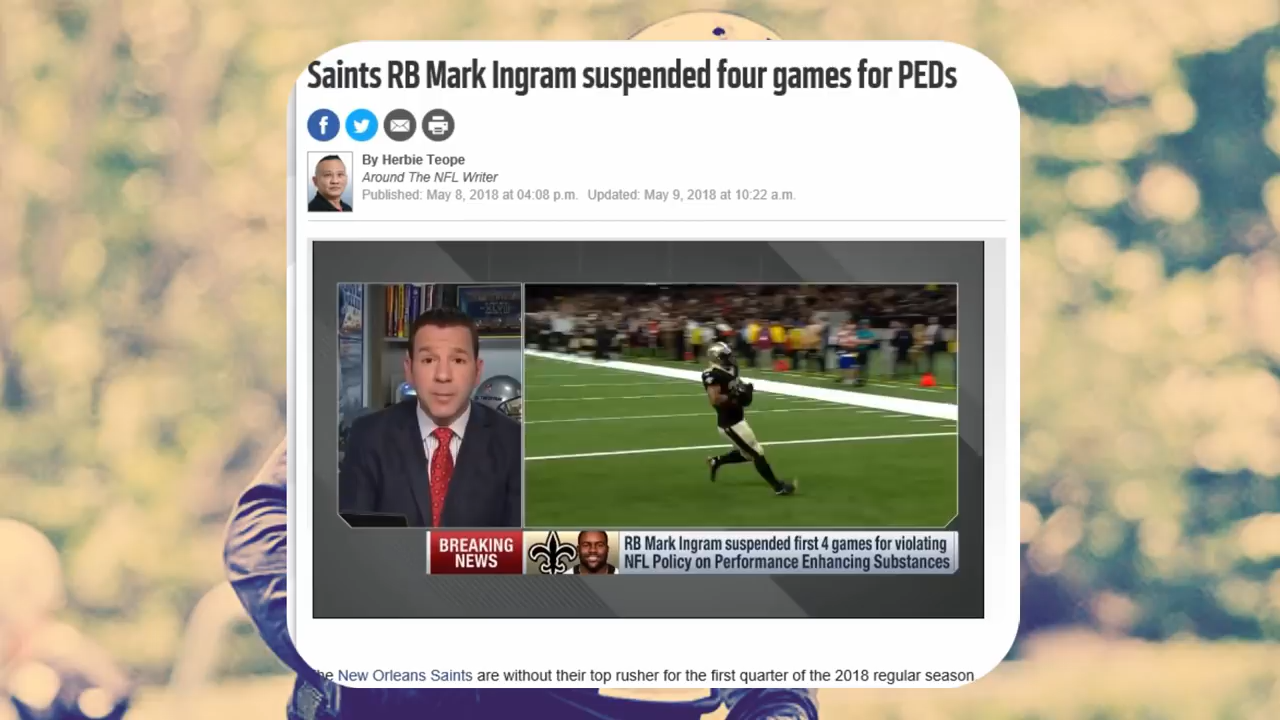 Saints RB Mark Ingram suspended four games for PEDs
By Herbie Teope
Around The NFL Writer
Published: May 8, 2018 at 04:08 p.m. Updated: May 9, 2018 at 10:22 a.m.
BREAKING
NEWS
RB Mark Ingram suspended first 4 games for violating
NFL Policy on Performance Enhancing Substances
he New Orleans Saints are without their top rusher for the first quarter of the 2018 regular season